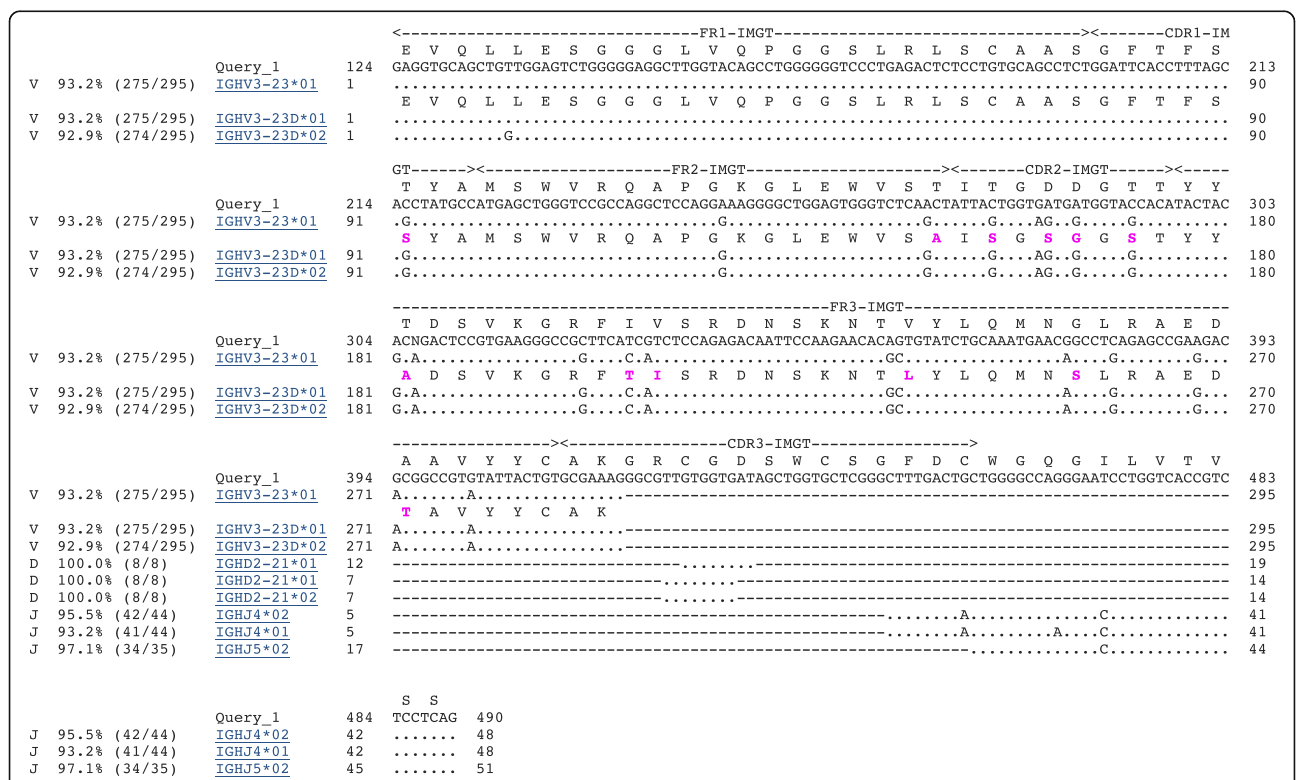 <--------------------------------FR1-IMGT---------------------------------><-------CDR1-IM
E V Q L L E S G G G L V Q P G G S L R L S C A A S G F T F S
Query_1 124 GAGGTGCAGCTGTTGGAGTCTGGGGGAGGCTTGGTACAGCCTGGGGGGTCCCTGAGACTCTCCTGTGCAGCCTCTGGATTCACCTTTAGC 213
V 93.2% (275/295) IGHV3-23*01 1 .......................................................................................... 90
E V Q L L E S G G G L V Q P G G S L R L S C A A S G F T F S
V 93.2% (275/295) IGHV3-23D*01 1 .......................................................................................... 90
V 92.9% (274/295) IGHV3-23D*02 1 ............G............................................................................. 90
GT------><--------------------FR2-IMGT---------------------><-------CDR2-IMGT-------><-----
T Y A M S W V R Q A P G K G L E W V S T I T G D D G T T Y Y
Query_1 214 ACCTATGCCATGAGCTGGGTCCGCCAGGCTCCAGGAAAGGGGCTGGAGTGGGTCTCAACTATTACTGGTGATGATGGTACCACATACTAC 303
V 93.2% (275/295) IGHV3-23*01 91 .G.................................G.....................G......G....AG..G.....G.......... 180
S Y A M S W V R Q A P G K G L E W V S A I S G S G G S T Y Y
V 93.2% (275/295) IGHV3-23D*01 91 .G.................................G.....................G......G....AG..G.....G.......... 180
V 92.9% (274/295) IGHV3-23D*02 91 .G.................................G.....................G......G....AG..G.....G.......... 180
-----------------------------------------------FR3-IMGT-----------------------------------
T D S V K G R F I V S R D N S K N T V Y L Q M N G L R A E D
Query_1 304 ACNGACTCCGTGAAGGGCCGCTTCATCGTCTCCAGAGACAATTCCAAGAACACAGTGTATCTGCAAATGAACGGCCTCAGAGCCGAAGAC 393
V 93.2% (275/295) IGHV3-23*01 181 G.A.................G....C.A.........................GC.................A....G........G... 270
A D S V K G R F T I S R D N S K N T L Y L Q M N S L R A E D
V 93.2% (275/295) IGHV3-23D*01 181 G.A.................G....C.A.........................GC.................A....G........G... 270
V 92.9% (274/295) IGHV3-23D*02 181 G.A.................G....C.A.........................GC.................A....G........G... 270
-----------------><-----------------CDR3-IMGT------------------>
A A V Y Y C A K G R C G D S W C S G F D C W G Q G I L V T V
Query_1 394 GCGGCCGTGTATTACTGTGCGAAAGGGCGTTGTGGTGATAGCTGGTGCTCGGGCTTTGACTGCTGGGGCCAGGGAATCCTGGTCACCGTC 483
V 93.2% (275/295) IGHV3-23*01 271 A.......A................----------------------------------------------------------------- 295
T A V Y Y C A K
V 93.2% (275/295) IGHV3-23D*01 271 A.......A................----------------------------------------------------------------- 295
V 92.9% (274/295) IGHV3-23D*02 271 A.......A................----------------------------------------------------------------- 295
D 100.0% (8/8) IGHD2-21*01 12 -------------------------------........--------------------------------------------------- 19
D 100.0% (8/8) IGHD2-21*01 7 -----------------------------........----------------------------------------------------- 14
D 100.0% (8/8) IGHD2-21*02 7 -----------------------------........----------------------------------------------------- 14
J 95.5% (42/44) IGHJ4*02 5 -----------------------------------------------------........A..............C............. 41
J 93.2% (41/44) IGHJ4*01 5 -----------------------------------------------------........A.........A....C............. 41
J 97.1% (34/35) IGHJ5*02 17 --------------------------------------------------------------..............C............. 44
S S
Query_1 484 TCCTCAG 490
J 95.5% (42/44) IGHJ4*02 42 ....... 48
J 93.2% (41/44) IGHJ4*01 42 ....... 48
J 97.1% (34/35) IGHJ5*02 45 ....... 51